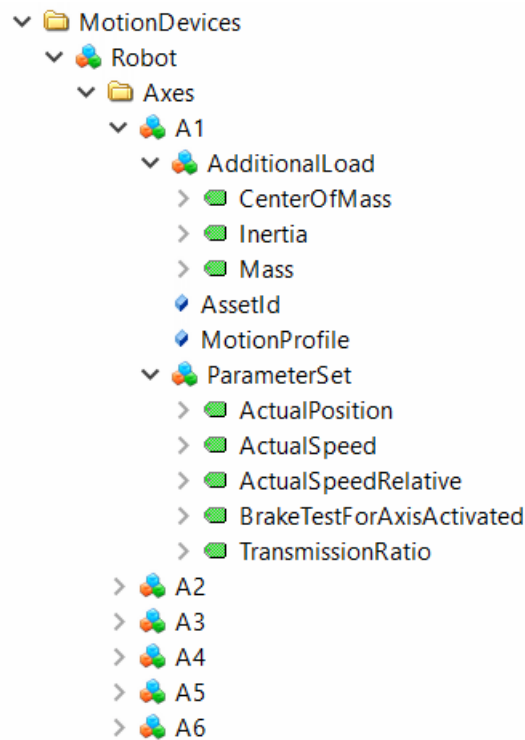 MotionDevices
Robot
Axes
A1
AdditionalLoad
CenterOfMass
Inertia
Mass
AssetId
MotionProfile
ParameterSet
ActualPosition
ActualSpeed
ActualSpeedRelative
BrakeTestForAxisActivated
TransmissionRatio
A2
A3
A4
A5
A6